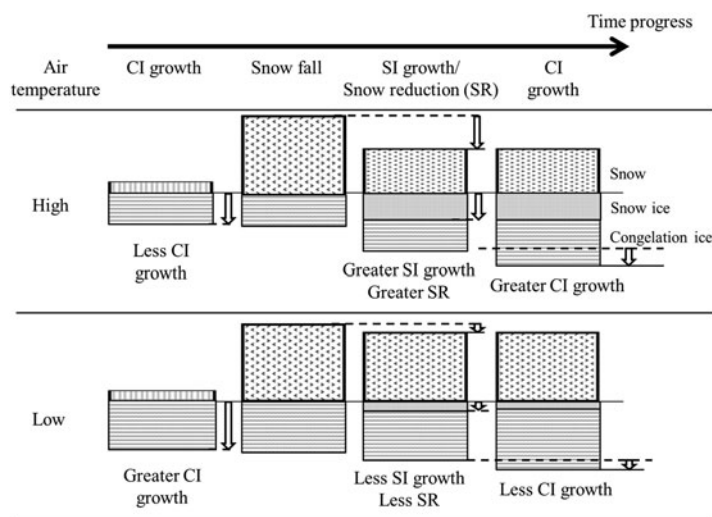 Time progress
Air
temperature
CI growth
Snow fall
SI growth/
Snow reduction (SR)
CI
growth
High
Snow
Snow ice
Congelation ice
Less CI
growth
Greater SI growth
Greater SR
Greater CI growth
Low
Greater CI
growth
Less SI growth
Less SR
Less CI growth